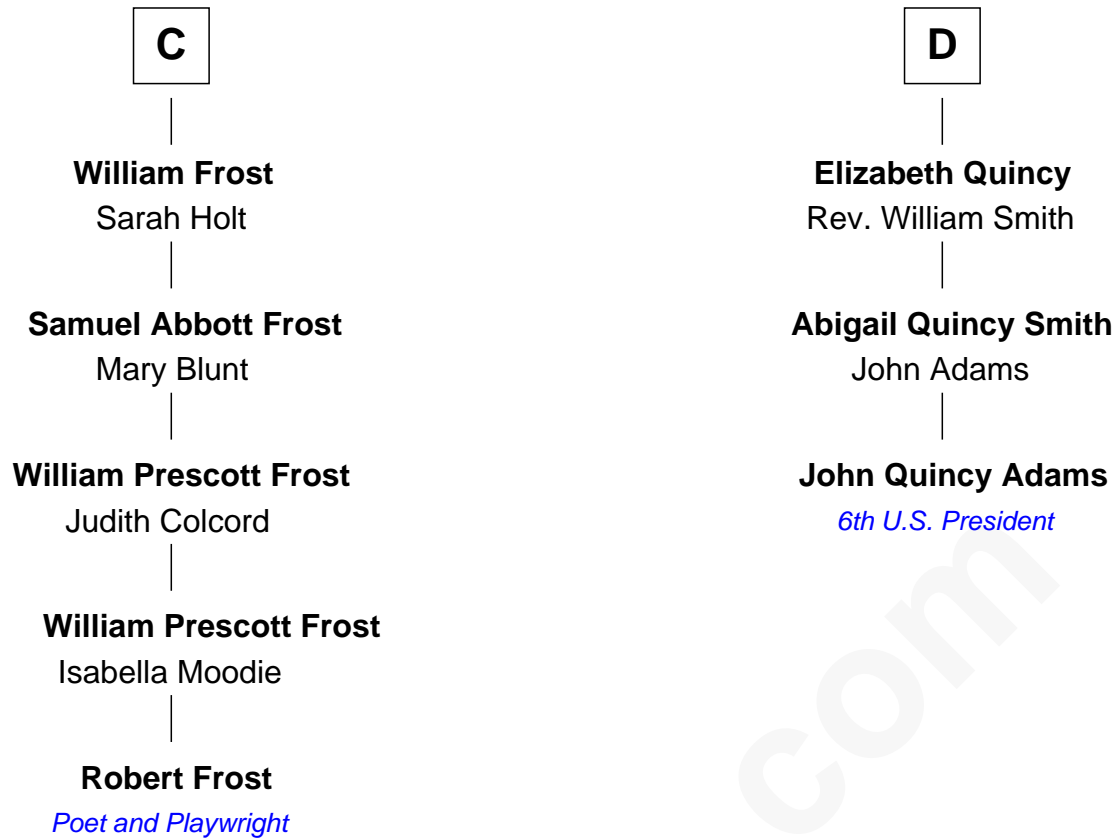 C
William Frost
Sarah Holt
Samuel Abbott Frost
Mary Blunt
William Prescott Frost
Judith Colcord
William Prescott Frost
Isabella Moodie
Robert Frost
Poet and Playwright
D
Elizabeth Quincy
Rev. William Smith
Abigail Quincy Smith
John Adams
John Quincy Adams
6th U.S. President
com